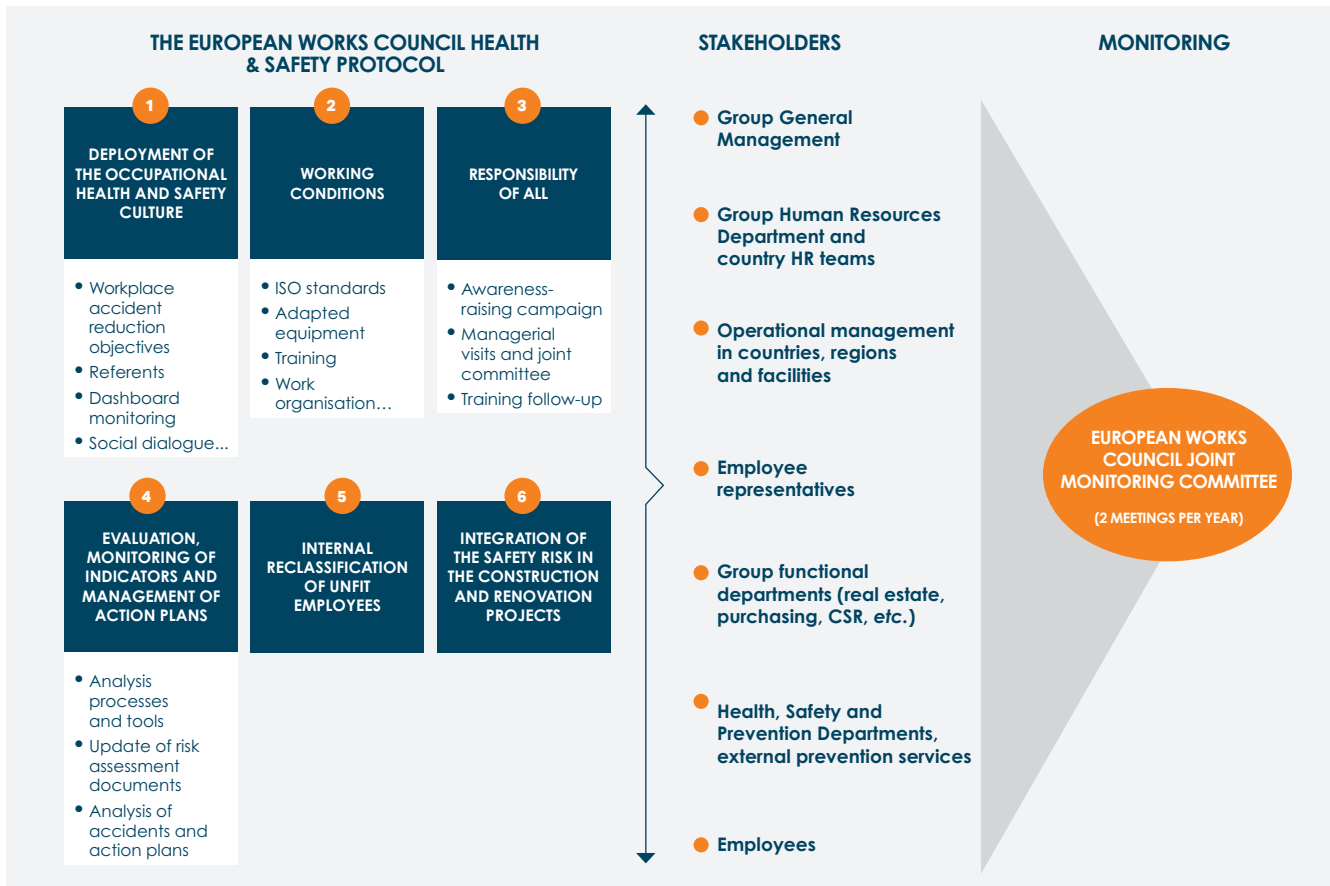 THE EUROPEAN WORKS COUNCIL HEALTH
& SAFETY PROTOCOL
1
DEPLOYMENT OF
THE OCCUPATIONAL
HEALTH AND SAFETY
CULTURE
• Workplace
accident
reduction
objectives
• Referents
• Dashboard
monitoring
• Social dialogue...
2
WORKING
CONDITIONS
• ISO standards
• Adapted
equipment
• Training
• Work
organisation…
3
RESPONSIBILITY
OF ALL
• Awareness-
raising campaign
• Managerial
visits and joint
committee
• Training follow-up
4
EVALUATION,
MONITORING OF
INDICATORS AND
MANAGEMENT OF
ACTION PLANS
• Analysis
processes
and tools
• Update of risk
assessment
documents
• Analysis of
accidents and
action plans
5
INTERNAL
RECLASSIFICATION
OF UNFIT
EMPLOYEES
6
INTEGRATION OF
THE SAFETY RISK IN
THE CONSTRUCTION
AND RENOVATION
PROJECTS
STAKEHOLDERS
Group General
Management
Group Human Resources
Department and
country HR teams
Operational management
in countries, regions
and facilities
Employee
representatives
Group functional
departments (real estate,
purchasing, CSR, etc.)
Health, Safety and
Prevention Departments,
external prevention services
Employees
MONITORING
EUROPEAN WORKS
COUNCIL JOINT
MONITORING COMMITTEE
(2 MEETINGS PER YEAR)